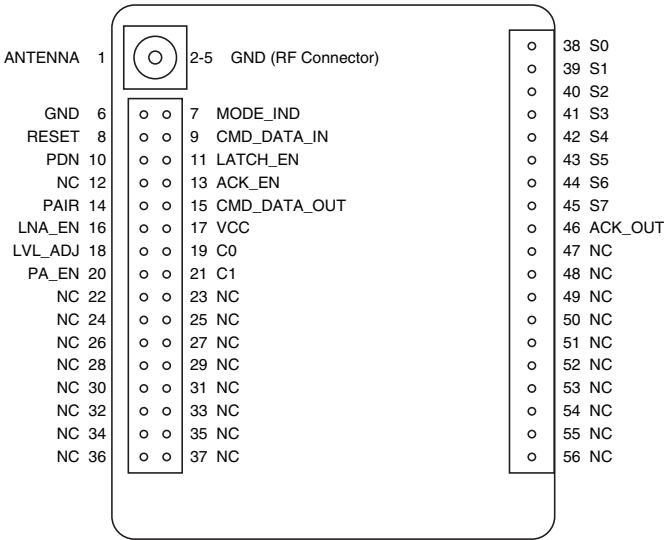 ANTENNA 1 2-5 GND (RF Connector)
GND 6 7 MODE_IND
RESET 8 9 CMD_DATA_IN
PDN 10 11 LATCH_EN
NC 12 13 ACK_EN
PAIR 14 15 CMD_DATA_OUT
LNA_EN 16 17 VCC
LVL_ADJ 18 19 C0
PA_EN 20 21 C1
NC 22 23 NC
NC 24 25 NC
NC 26 27 NC
NC 28 29 NC
NC 30 31 NC
NC 32 33 NC
NC 34 35 NC
NC 36 37 NC
38 S0
39 S1
40 S2
41 S3
42 S4
43 S5
44 S6
45 S7
46 ACK_OUT
47 NC
48 NC
49 NC
50 NC
51 NC
52 NC
53 NC
54 NC
55 NC
56 NC